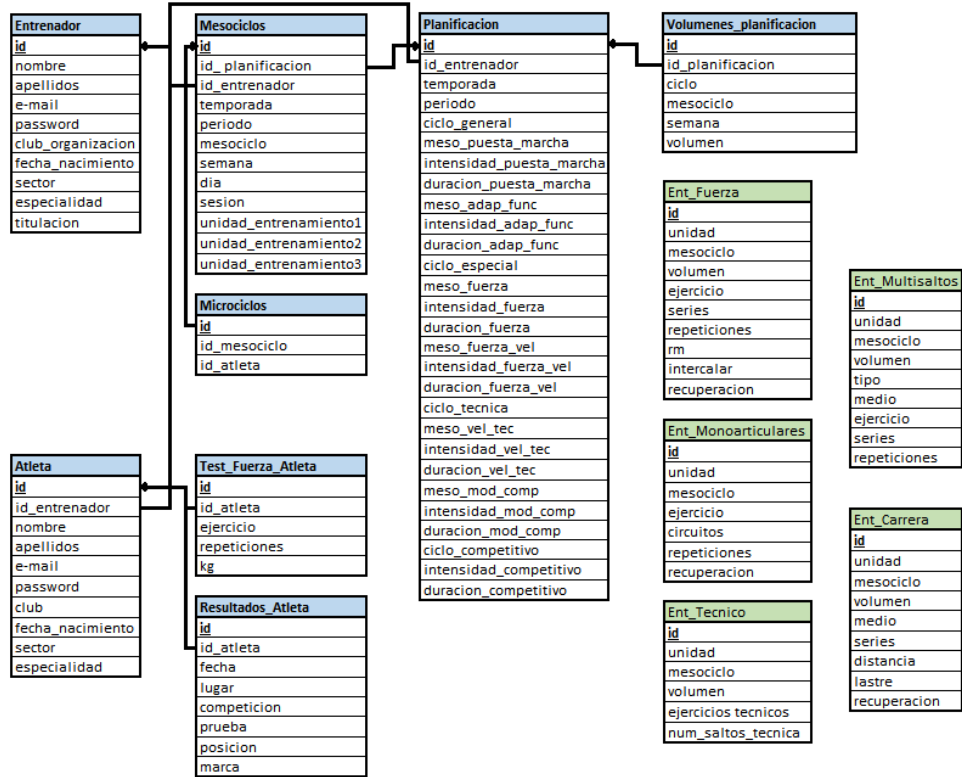 Entrenador
id
nombre
apellidos
e-mail
password
club_organizacion
fecha_nacimiento
sector
especialidad
titulacion
Mesociclos
id
id_ planificacion
id_entrenador
temporada
periodo
mesociclo
semana
dia
sesion
unidad_entrenamiento1
unidad_entrenamiento2
unidad_entrenamiento3
Microciclos
id
id_mesociclo
id_atleta
Planificacion
id
id_entrenador
temporada
periodo
ciclo_general
meso_puesta_marcha
intensidad_puesta_marcha
duracion_puesta_marcha
meso_adap_func
intensidad_adap_func
duracion_adap_func
ciclo_especial
meso_fuerza
intensidad_fuerza
duracion_fuerza
meso_fuerza_vel
intensidad_fuerza_vel
duracion_fuerza_vel
ciclo_tecnica
meso_vel_tec
intensidad_vel_tec
duracion_vel_tec
meso_mod_comp
intensidad_mod_comp
duracion_mod_comp
ciclo_competitivo
intensidad_competitivo
duracion_competitivo
Volumenes_planificacion
id
id_planificacion
ciclo
mesociclo
semana
volumen
Atleta
id
id_entrenador
nombre
apellidos
e-mail
password
club
fecha_nacimiento
sector
especialidad
Test_Fuerza_Atleta
id
id_atleta
ejercicio
repeticiones
kg
Resultados_Atleta
id
id_atleta
fecha
lugar
competicion
prueba
posicion
marca
Ent_Fuerza
id
unidad
mesociclo
volumen
ejercicio
series
repeticiones
rm
intercalar
recuperacion
Ent_Monoarticulares
id
unidad
mesociclo
ejercicio
circuitos
repeticiones
recuperacion
Ent_Tecnico
id
unidad
mesociclo
volumen
ejercicios tecnicos
num_saltos_tecnica
Ent_Multisaltos
id
unidad
mesociclo
volumen
tipo
medio
ejercicio
series
repeticiones
Ent_Carrera
id
unidad
mesociclo
volumen
medio
series
distancia
lastre
recuperacion